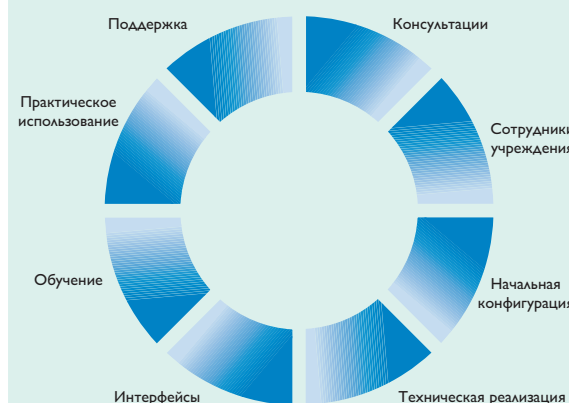 Поддержка
Консультации
Практическое
использование
Сотрудники
учреждения
Обучение
Начальная
конфигурация
Интерфейсы
Техническая реализация